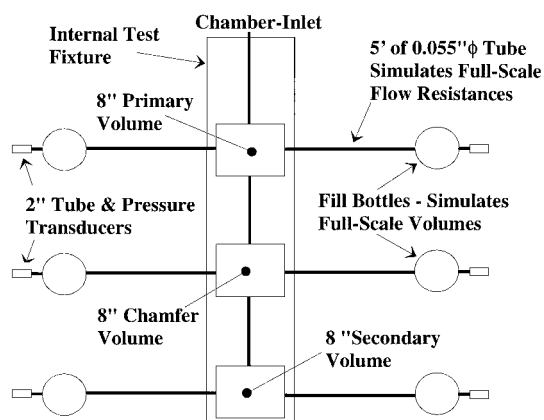 Chamber-Inlet
Internal Test
Fixture
5' of 0.055"ϕ Tube
Simulates Full-Scale
Flow Resistances
8" Primary
Volume
2" Tube & Pressure
Transducers
Fill Bottles - Simulates
Full-Scale Volumes
8" Chamfer
Volume
8 "Secondary
Volume